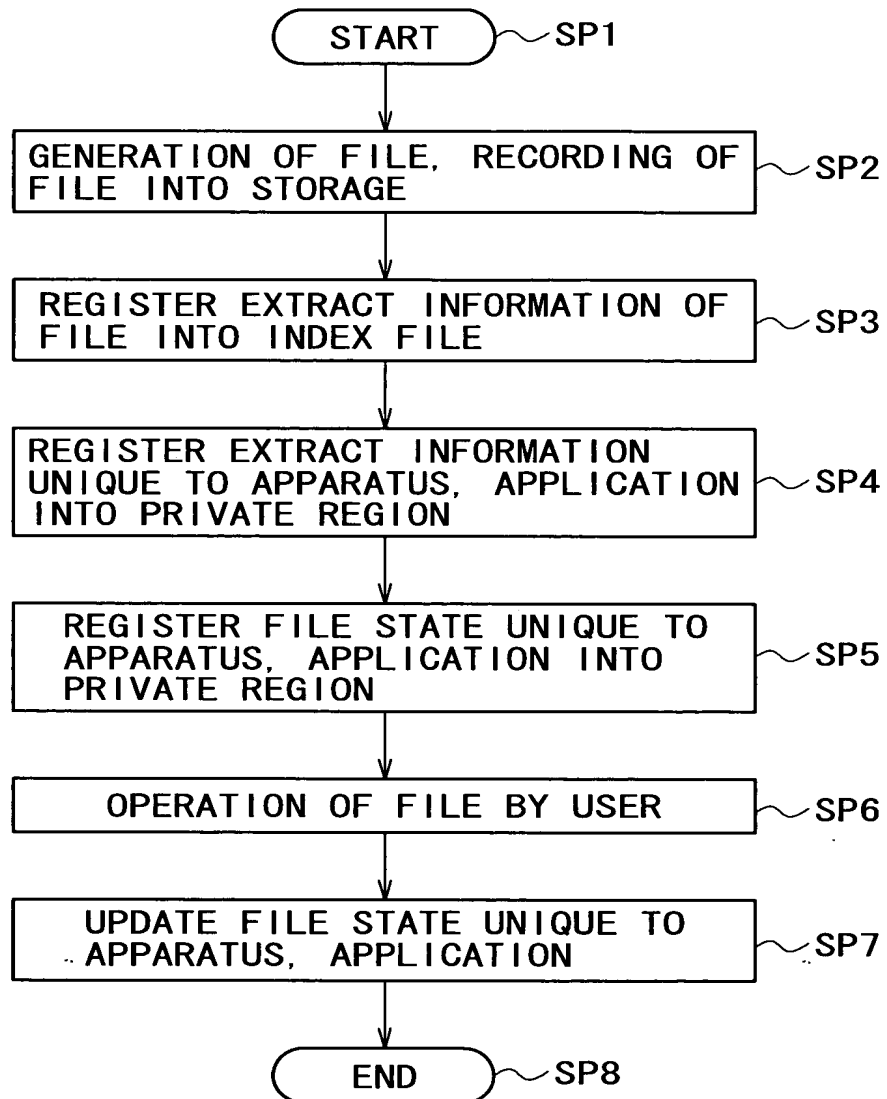 START
SP1
GENERATION OF FILE, RECORDING OF
FILE INTO STORAGE
SP2
REGISTER EXTRACT INFORMATION OF
FILE INTO INDEX FILE
SP3
REGISTER EXTRACT INFORMATION
UNIQUE TO APPARATUS, APPLICATION
INTO PRIVATE REGION
SP4
REGISTER FILE STATE UNIQUE TO
APPARATUS, APPLICATION INTO
PRIVATE REGION
SP5
OPERATION OF FILE BY USER
SP6
UPDATE FILE STATE UNIQUE TO
APPARATUS, APPLICATION
SP7
END
SP8